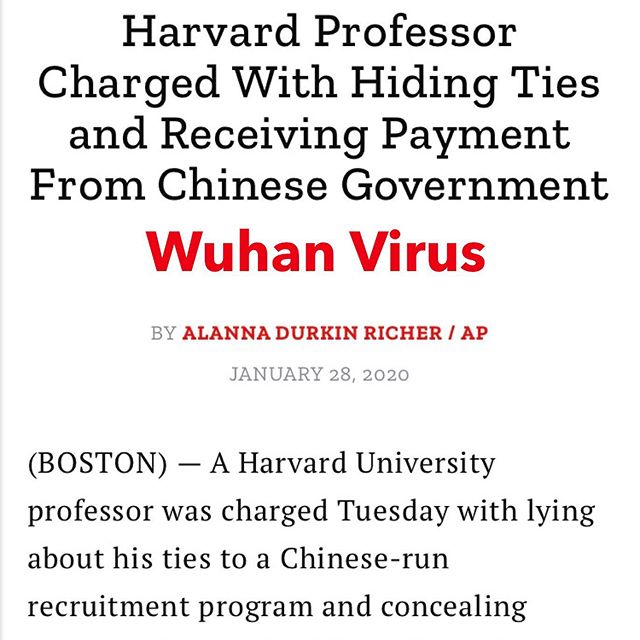 Harvard Professor
Charged With Hiding Ties
and Receiving Payment
From Chinese Government
Wuhan Virus
BY ALANNA DURKIN RICHER / AP
JANUARY 28, 2020
(BOSTON) — A Harvard University
professor was charged Tuesday with lying
about his ties to a Chinese-run
recruitment program and concealing